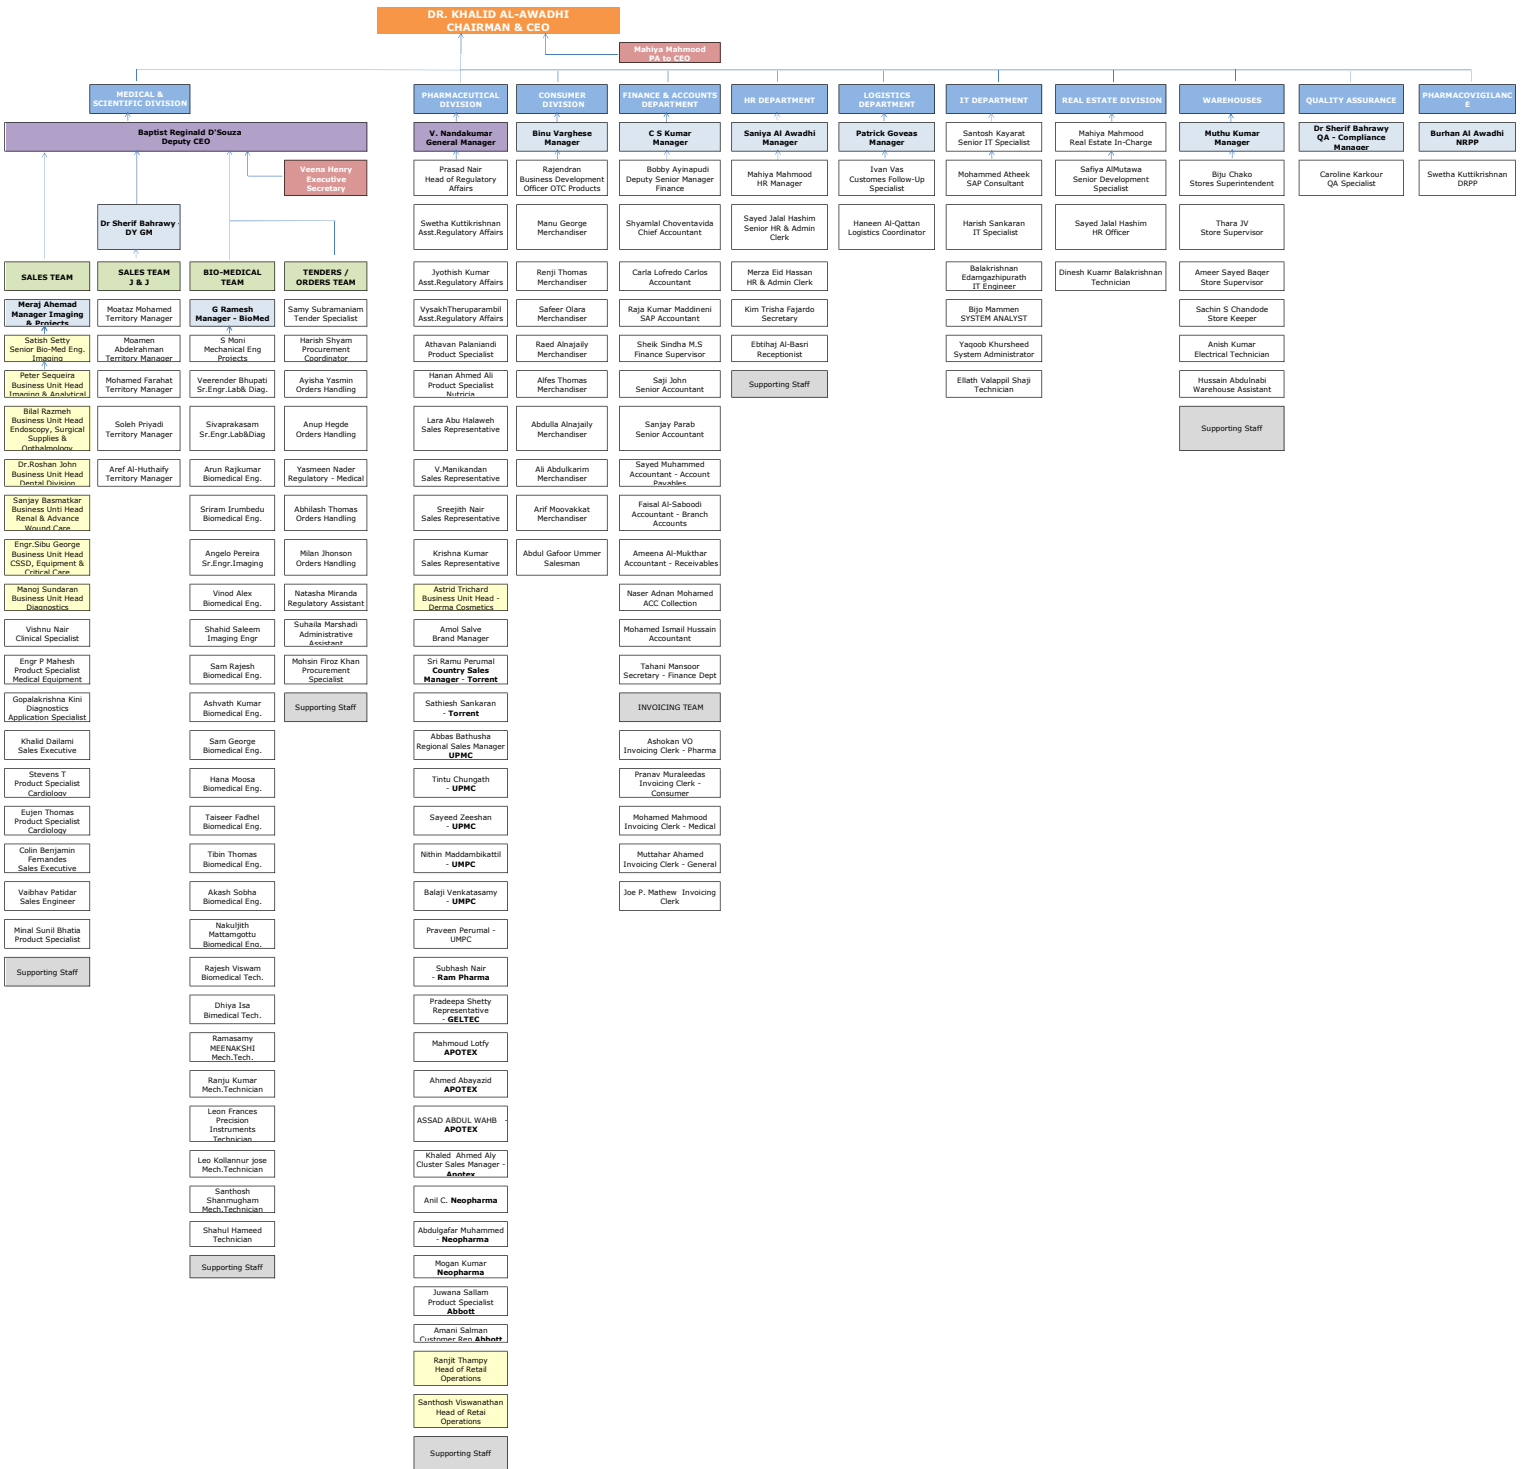 DR. KHALID AL-AWADHI
CHAIRMAN & CEO
Mahiya Mahmood
PA to CEO
MEDICAL &
SCIENTIFIC DIVISION
PHARMACEUTICAL
DIVISION
CONSUMER
DIVISION
FINANCE & ACCOUNTS
DEPARTMENT
HR DEPARTMENT
LOGISTICS
DEPARTMENT
IT DEPARTMENT
REAL ESTATE DIVISION
WAREHOUSES
QUALITY ASSURANCE
PHARMACOVIGILANC
E
Baptist Reginald D'Souza
Deputy CEO
Veena Henry
Executive
Secretary
Dr Sherif Bahrawy -
DY GM
SALES TEAM
Meraj Ahemad
Manager Imaging
& Projects
Satish Setty
Senior Bio-Med Eng.
Imaging
Peter Sequeira
Business Unit Head
Imaging & Analytical
Bilal Razmeh
Business Unit Head
Endoscopy, Surgical
Supplies &
Opthalmology
Dr.Roshan John
Business Unit Head
Dental Division
Sanjay Basmatkar
Business Unti Head
Renal & Advance
Wound Care
Engr.Sibu George
Business Unit Head
CSSD, Equipment &
Critical Care
Manoj Sundaran
Business Unit Head
Diagnostics
Vishnu Nair
Clinical Specialist
Engr P Mahesh
Product Specialist
Medical Equipment
Gopalakrishna Kini
Diagnostics
Application Specialist
Khalid Dailami
Sales Executive
Stevens T
Product Specialist
Cardiology
Eujen Thomas
Product Specialist
Cardiology
Colin Benjamin
Fernandes
Sales Executive
Vaibhav Patidar
Sales Engineer
Minal Sunil Bhatia
Product Specialist
Supporting Staff
SALES TEAM
J & J
Moataz Mohamed
Territory Manager
Moamen
Abdelrahman
Territory Manager
Mohamed Farahat
Territory Manager
Soleh Priyadi
Territory Manager
Aref Al-Huthaify
Territory Manager
BIO-MEDICAL
TEAM
G Ramesh
Manager - BioMed
S Moni
Mechanical Eng
Projects
Veerender Bhupati
Sr.Engr.Lab& Diag.
Sivaprakasam
Sr.Engr.Lab&Diag
Arun Rajkumar
Biomedical Eng.
Sriram Irumbedu
Biomedical Eng.
Angelo Pereira
Sr.Engr.Imaging
Vinod Alex
Biomedical Eng.
Shahid Saleem
Imaging Engr
Sam Rajesh
Biomedical Eng.
Ashvath Kumar
Biomedical Eng.
Sam George
Biomedical Eng.
Hana Moosa
Biomedical Eng.
Taiseer Fadhel
Biomedical Eng.
Tibin Thomas
Biomedical Eng.
Akash Sobha
Biomedical Eng.
Nakuljith
Mattamgottu
Biomedical Eng.
Rajesh Viswam
Biomedical Tech.
Dhiya Isa
Bimedical Tech.
Ramasamy
MEENAKSHI
Mech.Tech.
Ranju Kumar
Mech.Technician
Leon Frances
Precision
Instruments
Technician
Leo Kollannur jose
Mech.Technician
Santhosh
Shanmugham
Mech.Technician
Shahul Hameed
Technician
Supporting Staff
TENDERS /
ORDERS TEAM
Samy Subramaniam
Tender Specialist
Harish Shyam
Procurement
Coordinator
Ayisha Yasmin
Orders Handling
Anup Hegde
Orders Handling
Yasmeen Nader
Regulatory - Medical
Abhilash Thomas
Orders Handling
Milan Jhonson
Orders Handling
Natasha Miranda
Regulatory Assistant
Suhaila Marshadi
Administrative
Assistant
Mohsin Firoz Khan
Procurement
Specialist
Supporting Staff
V. Nandakumar
General Manager
Prasad Nair
Head of Regulatory
Affairs
Swetha Kuttikrishnan
Asst.Regulatory Affairs
Jyothish Kumar
Asst.Regulatory Affairs
VysakhTheruparambil
Asst.Regulatory Affairs
Athavan Palaniandi
Product Specialist
Hanan Ahmed Ali
Product Specialist
Nutricia
Lara Abu Halaweh
Sales Representative
V.Manikandan
Sales Representative
Sreejith Nair
Sales Representative
Krishna Kumar
Sales Representative
Astrid Trichard
Business Unit Head -
Derma Cosmetics
Amol Salve
Brand Manager
Sri Ramu Perumal
Country Sales
Manager - Torrent
Sathiesh Sankaran
- Torrent
Abbas Bathusha
Regional Sales Manager
UPMC
Tintu Chungath
- UPMC
Sayeed Zeeshan
- UPMC
Nithin Maddambikattil
- UMPC
Balaji Venkatasamy
- UMPC
Praveen Perumal -
UMPC
Subhash Nair
- Ram Pharma
Pradeepa Shetty
Representative
- GELTEC
Mahmoud Lotfy
APOTEX
Ahmed Abayazid
APOTEX
ASSAD ABDUL WAHB -
APOTEX
Khaled Ahmed Aly
Cluster Sales Manager -
Apotex
Anil C. Neopharma
Abdulgafar Muhammed
- Neopharma
Mogan Kumar
Neopharma
Juwana Sallam
Product Specialist
Abbott
Amani Salman
Customer Rep Abbott
Ranjit Thampy
Head of Retail
Operations
Santhosh Viswanathan
Head of Retai
Operations
Supporting Staff
Binu Varghese
Manager
Rajendran
Business Development
Officer OTC Products
Manu George
Merchandiser
Renji Thomas
Merchandiser
Safeer Olara
Merchandiser
Raed Alnajaily
Merchandiser
Alfes Thomas
Merchandiser
Abdulla Alnajaily
Merchandiser
Ali Abdulkarim
Merchandiser
Arif Moovakkat
Merchandiser
Abdul Gafoor Ummer
Salesman
C S Kumar
Manager
Bobby Ayinapudi
Deputy Senior Manager
Finance
Shyamlal Choventavida
Chief Accountant
Carla Lofredo Carlos
Accountant
Raja Kumar Maddineni
SAP Accountant
Sheik Sindha M.S
Finance Supervisor
Saji John
Senior Accountant
Sanjay Parab
Senior Accountant
Sayed Muhammed
Accountant - Account
Payables
Faisal Al-Saboodi
Accountant - Branch
Accounts
Ameena Al-Mukthar
Accountant - Receivables
Naser Adnan Mohamed
ACC Collection
Mohamed Ismail Hussain
Accountant
Tahani Mansoor
Secretary - Finance Dept
INVOICING TEAM
Ashokan VO
Invoicing Clerk - Pharma
Pranav Muraleedas
Invoicing Clerk -
Consumer
Mohamed Mahmood
Invoicing Clerk - Medical
Muttahar Ahamed
Invoicing Clerk - General
Joe P. Mathew Invoicing
Clerk
Saniya Al Awadhi
Manager
Mahiya Mahmood
HR Manager
Sayed Jalal Hashim
Senior HR & Admin
Clerk
Merza Eid Hassan
HR & Admin Clerk
Kim Trisha Fajardo
Secretary
Ebtihaj Al-Basri
Receptionist
Supporting Staff
Patrick Goveas
Manager
Ivan Vas
Customes Follow-Up
Specialist
Haneen Al-Qattan
Logistics Coordinator
Santosh Kayarat
Senior IT Specialist
Mohammed Atheek
SAP Consultant
Harish Sankaran
IT Specialist
Balakrishnan
Edamgazhipurath
IT Engineer
Bijo Mammen
SYSTEM ANALYST
Yaqoob Khursheed
System Administrator
Ellath Valappil Shaji
Technician
Mahiya Mahmood
Real Estate In-Charge
Safiya AlMutawa
Senior Development
Specialist
Sayed Jalal Hashim
HR Officer
Dinesh Kuamr Balakrishnan
Technician
Muthu Kumar
Manager
Biju Chako
Stores Superintendent
Thara JV
Store Supervisor
Ameer Sayed Baqer
Store Supervisor
Sachin S Chandode
Store Keeper
Anish Kumar
Electrical Technician
Hussain Abdulnabi
Warehouse Assistant
Supporting Staff
Dr Sherif Bahrawy
QA - Compliance
Manager
Caroline Karkour
QA Specialist
Burhan Al Awadhi
NRPP
Swetha Kuttikrishnan
DRPP